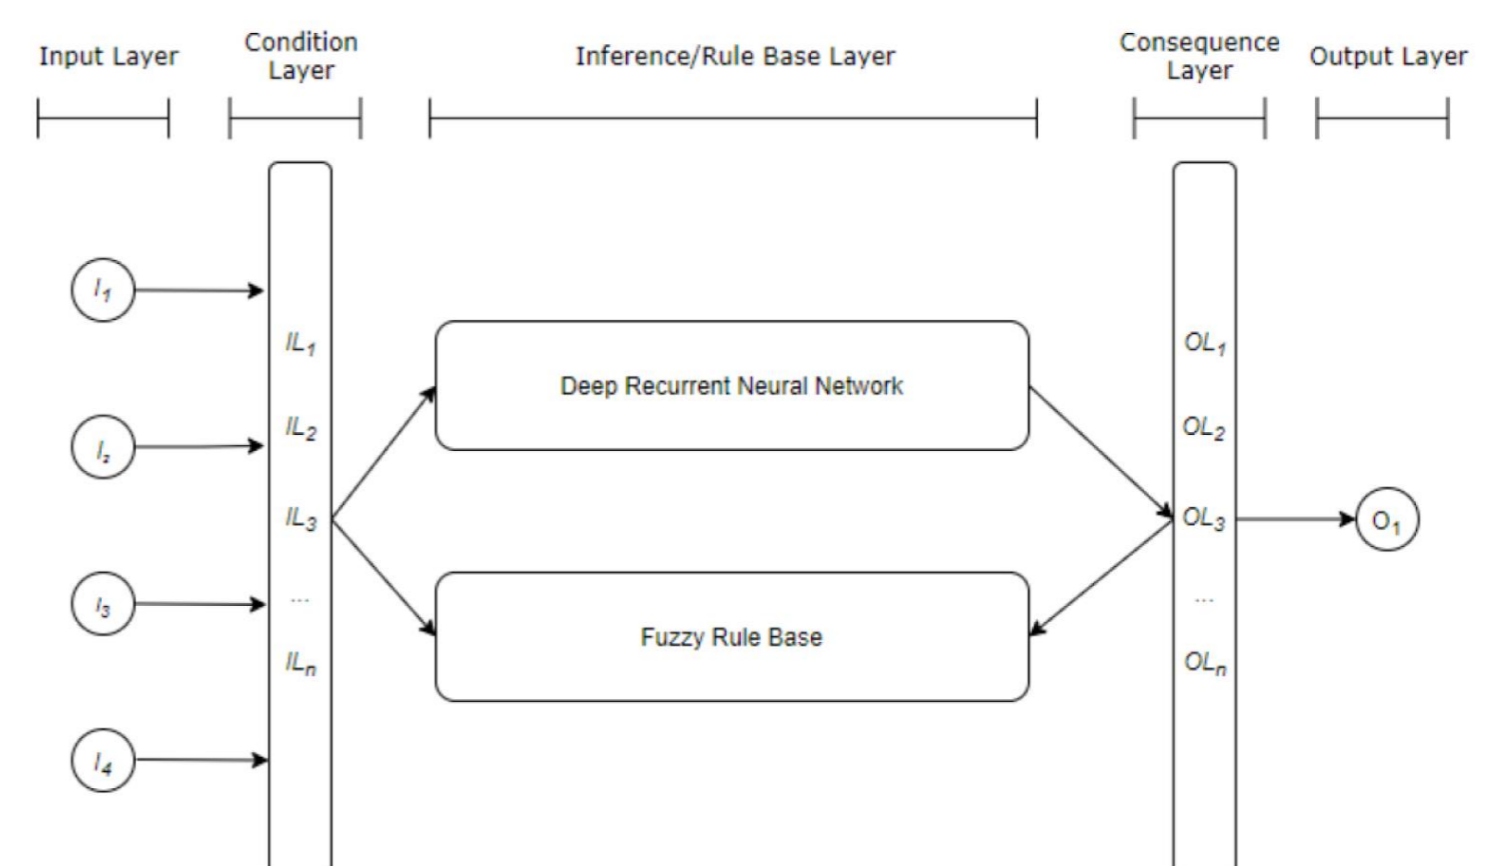 Input Layer
Condition
Layer
Inference/Rule Base Layer
Consequence
Layer
Output Layer
I1
I2
I3
I4
IL1
IL2
IL3
...
ILn
Deep Recurrent Neural Network
Fuzzy Rule Base
OL1
OL2
OL3
...
OLn
O1